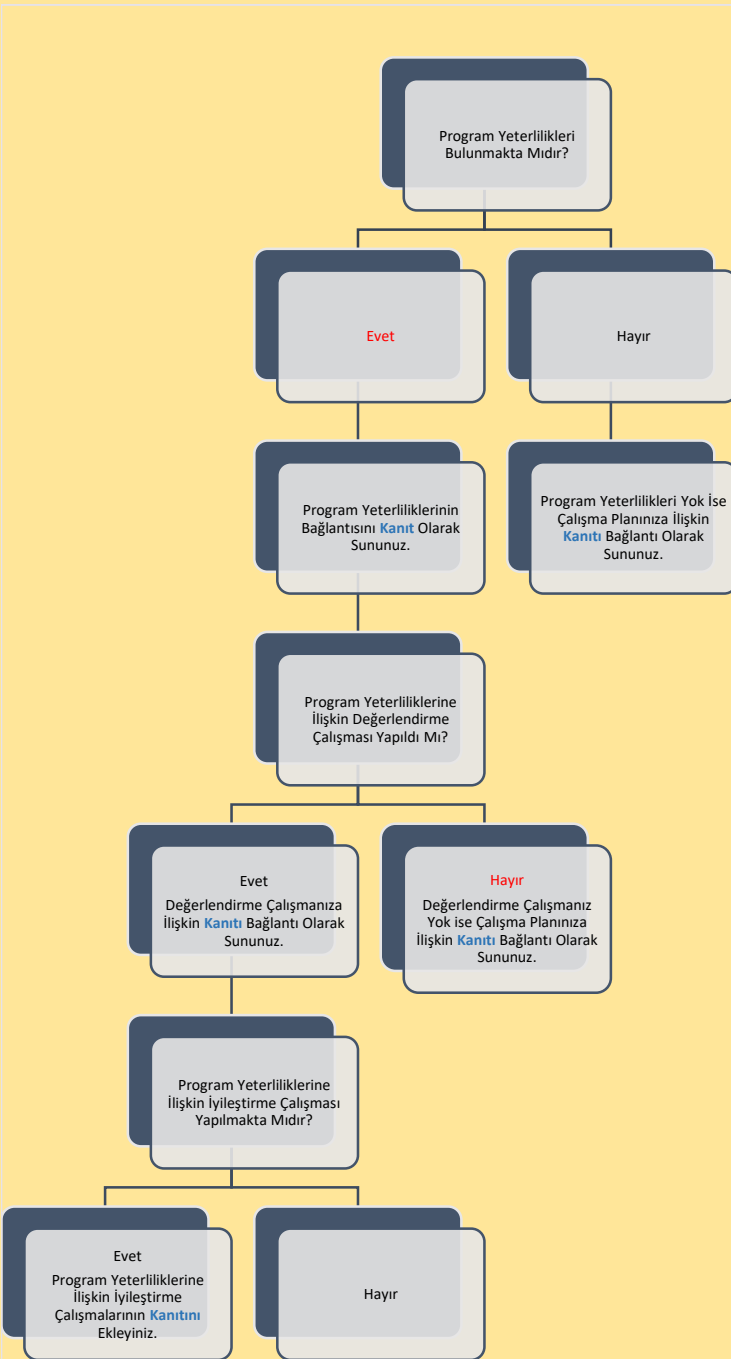 Program Yeterlilikleri
Bulunmakta Mıdır?
Evet
Hayır
Program Yeterliliklerinin
Bağlantısını Kanıt Olarak
Sununuz.
Program Yeterlilikleri Yok İse
Çalışma Planınıza İlişkin
Kanıtı Bağlantı Olarak
Sununuz.
Program Yeterliliklerine
İlişkin Değerlendirme
Çalışması Yapıldı Mı?
Evet
Değerlendirme Çalışmanıza
İlişkin Kanıtı Bağlantı Olarak
Sununuz.
Hayır
Değerlendirme Çalışmanız
Yok ise Çalışma Planınıza
İlişkin Kanıtı Bağlantı Olarak
Sununuz.
Program Yeterliliklerine
İlişkin İyileştirme Çalışması
Yapılmakta Mıdır?
Evet
Program Yeterliliklerine
İlişkin İyileştirme
Çalışmalarının Kanıtını
Ekleyiniz.
Hayır